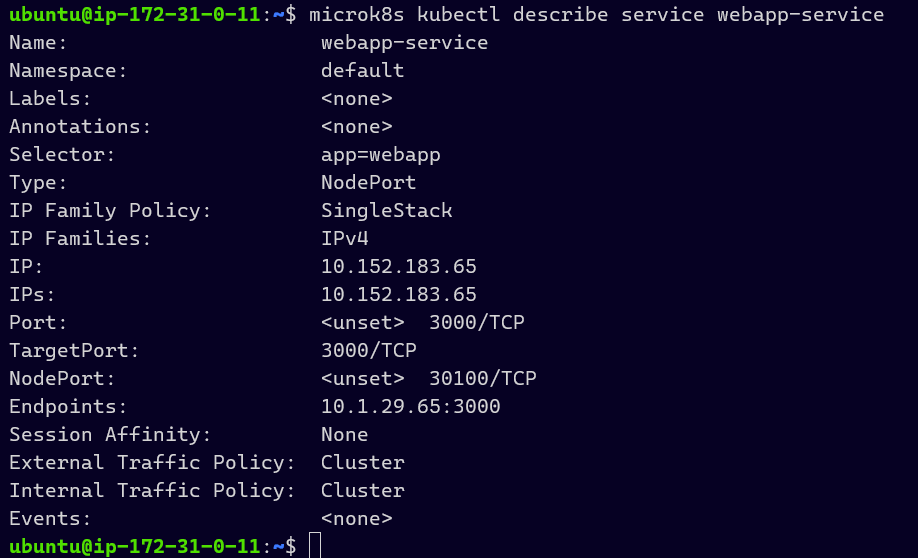 ubuntu@ip-172-31-0-11:~$ microk8s kubectl describe service webapp-service
Name:                     webapp-service
Namespace:                default
Labels:                   <none>
Annotations:              <none>
Selector:                 app=webapp
Type:                     NodePort
IP Family Policy:         SingleStack
IP Families:              IPv4
IP:                       10.152.183.65
IPs:                      10.152.183.65
Port:                     <unset>  3000/TCP
TargetPort:               3000/TCP
NodePort:                 <unset>  30100/TCP
Endpoints:                10.1.29.65:3000
Session Affinity:         None
External Traffic Policy:  Cluster
Internal Traffic Policy:  Cluster
Events:                   <none>
ubuntu@ip-172-31-0-11:~$